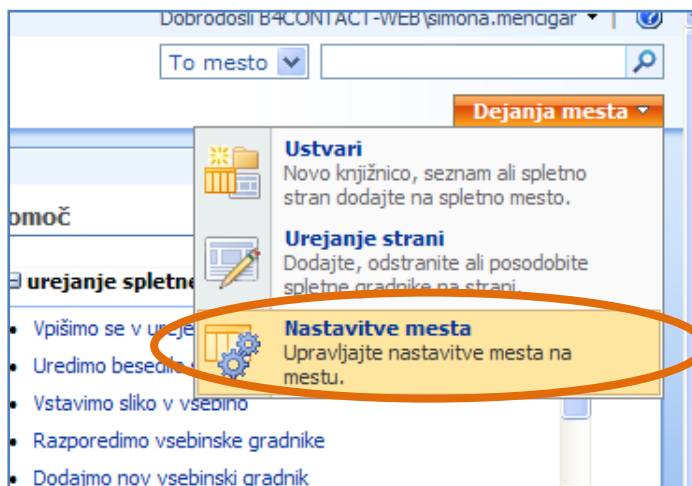 Dobrodošli B4CONTACT-WEB\simona.mencigar
To mesto
Dejanja mesta
Ustvari
Novo knjižnico, seznam ali spletno
stran dodajte na spletno mesto.
omoč
Urejanje strani
Dodajte, odstranite ali posodobite
spletne gradnike na strani.
urejanje spletne
Nastavitve mesta
Upravljajte nastavitve mesta na
mestu.
Vpišimo se v ureje
Uredimo besedila
Vstavimo sliko v vsebino
Razporedimo vsebinske gradnike
Dodajmo nov vsebinski gradnik